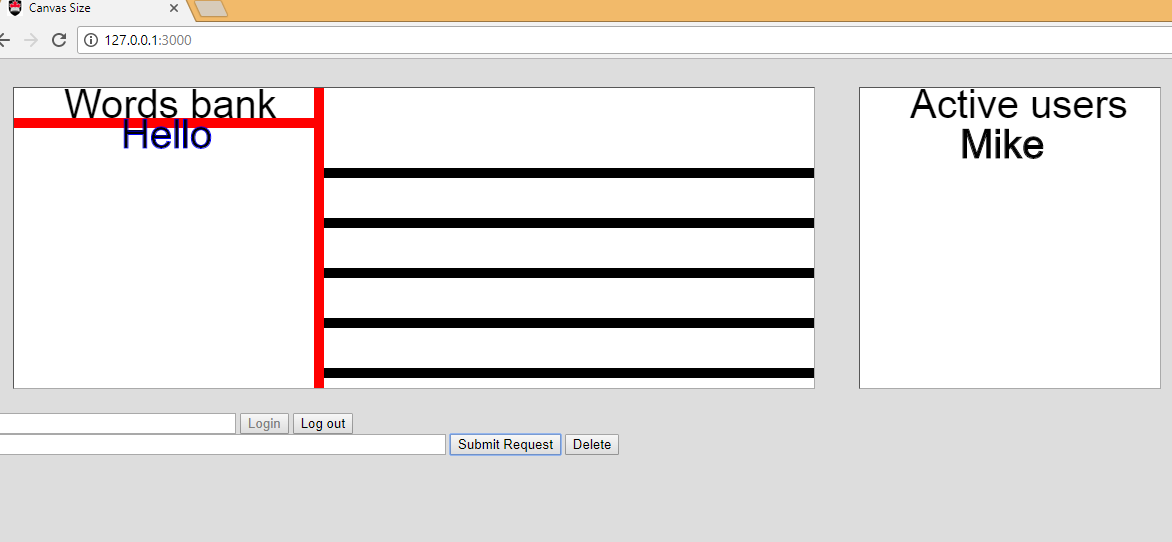 Canvas Size
127.0.0.1:3000
Words bank
Hello
Active users
Mike
Login Log out
Submit Request Delete